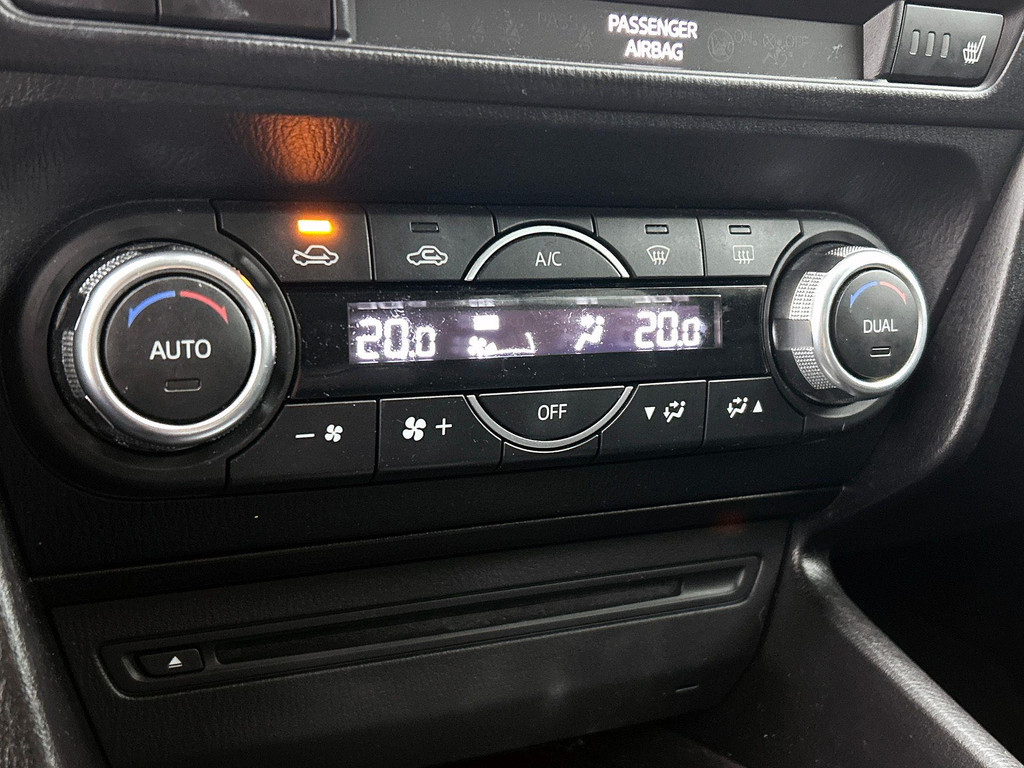 PASSENGER
AIRBAG
A/C
20.0 20.0
AUTO
DUAL
OFF